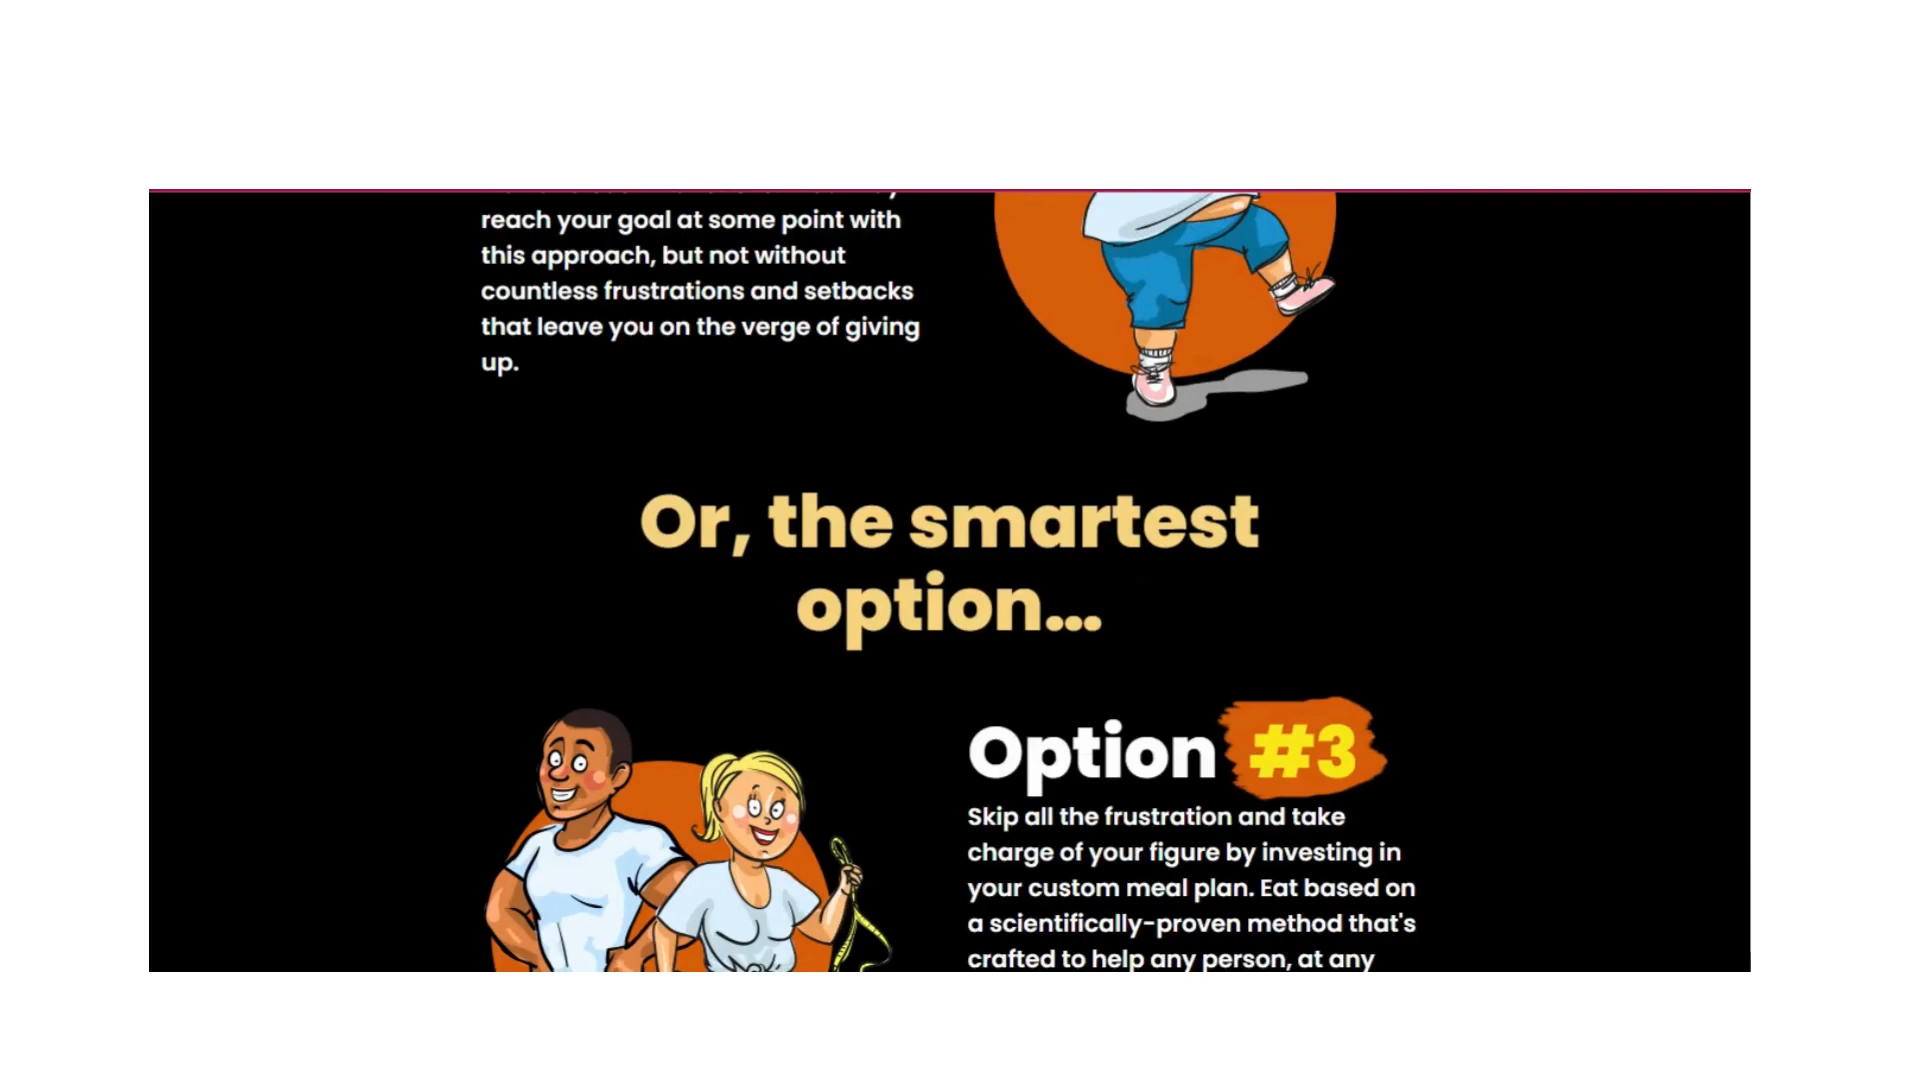 reach your goal at some point with
this approach, but not without
countless frustrations and setbacks
that leave you on the verge of giving
up.
Or, the smartest
option...
Option #3
Skip all the frustration and take
charge of your figure by investing in
your custom meal plan. Eat based on
a scientifically-proven method that's
crafted to help any person, at any